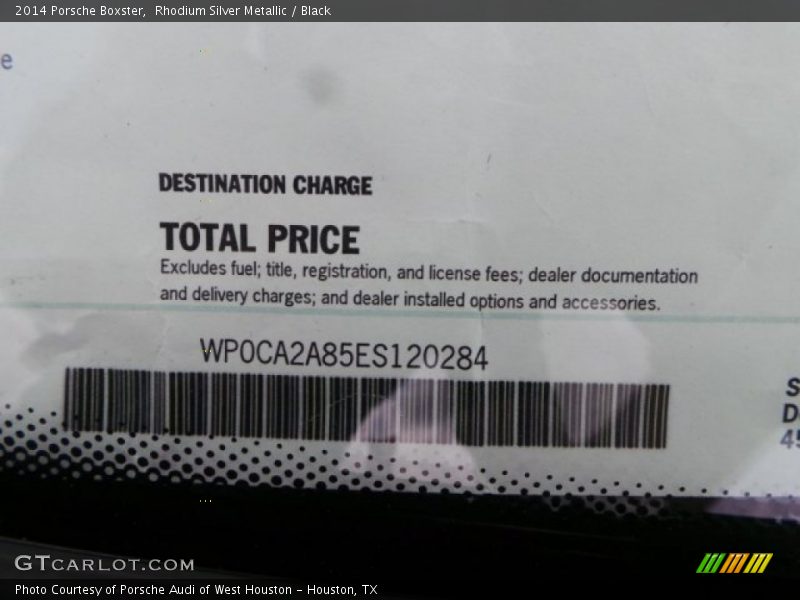 2014 Porsche Boxster,  Rhodium Silver Metallic / Black
e
DESTINATION CHARGE
TOTAL PRICE
Excludes fuel; title, registration, and license fees; dealer documentation
and delivery charges; and dealer installed options and accessories.
WP0CA2A85ES120284
S
D
45
GTCARLOT.COM
Photo Courtesy of Porsche Audi of West Houston - Houston, TX